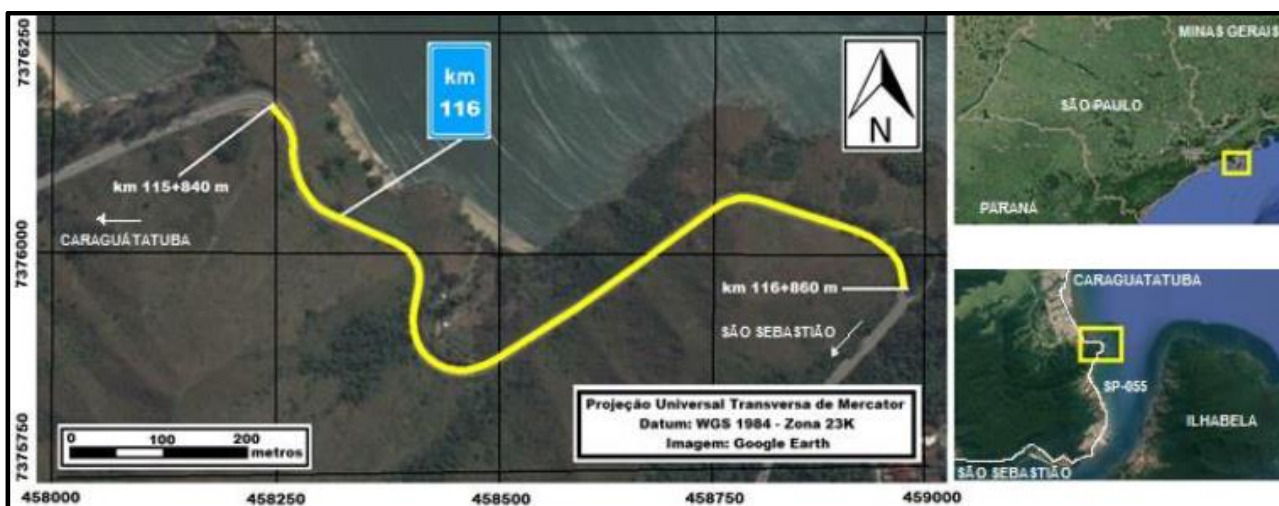 7376250
7376000
7375750
km
116
N
km 115+840 m
CARAGUÁTATUBA
km 116+860 m
SÃO SEBASTIÃO
Projeção Universal Transversa de Mercator
Datum: WGS 1984 - Zona 23K
Imagem: Google Earth
0 100 200
metros
458000 458250 458500 458750 459000
MINAS GERAIS
SÃO PAULO
PARANÁ
CARAGUATATUBA
SP-055
ILHABELA
SÃO SEBASTIÃO